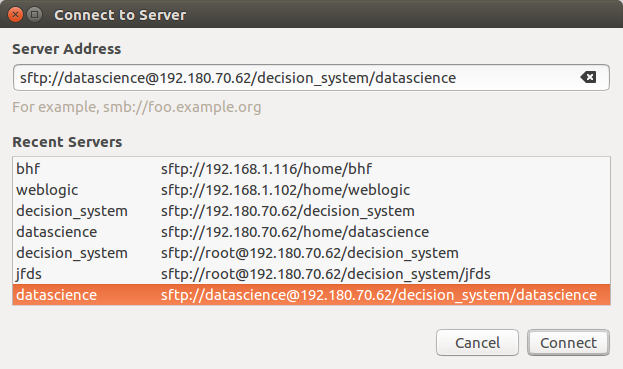 Connect to Server
Server Address
sftp://datascience@192.180.70.62/decision_system/datascience
For example, smb://foo.example.org
Recent Servers
bhf sftp://192.168.1.116/home/bhf
weblogic sftp://192.168.1.102/home/weblogic
decision_system sftp://192.180.70.62/decision_system
datascience sftp://192.180.70.62/home/datascience
decision_system sftp://root@192.180.70.62/decision_system
jfds sftp://root@192.180.70.62/decision_system/jfds
datascience sftp://datascience@192.180.70.62/decision_system/datascience
Cancel Connect